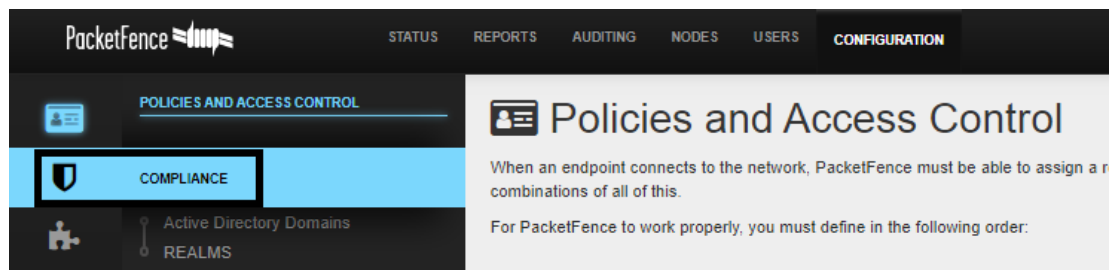 PacketFence
STATUS REPORTS AUDITING NODES USERS CONFIGURATION
POLICIES AND ACCESS CONTROL
COMPLIANCE
Active Directory Domains
REALMS
Policies and Access Control
When an endpoint connects to the network, PacketFence must be able to assign a
combinations of all of this.
For PacketFence to work properly, you must define in the following order: